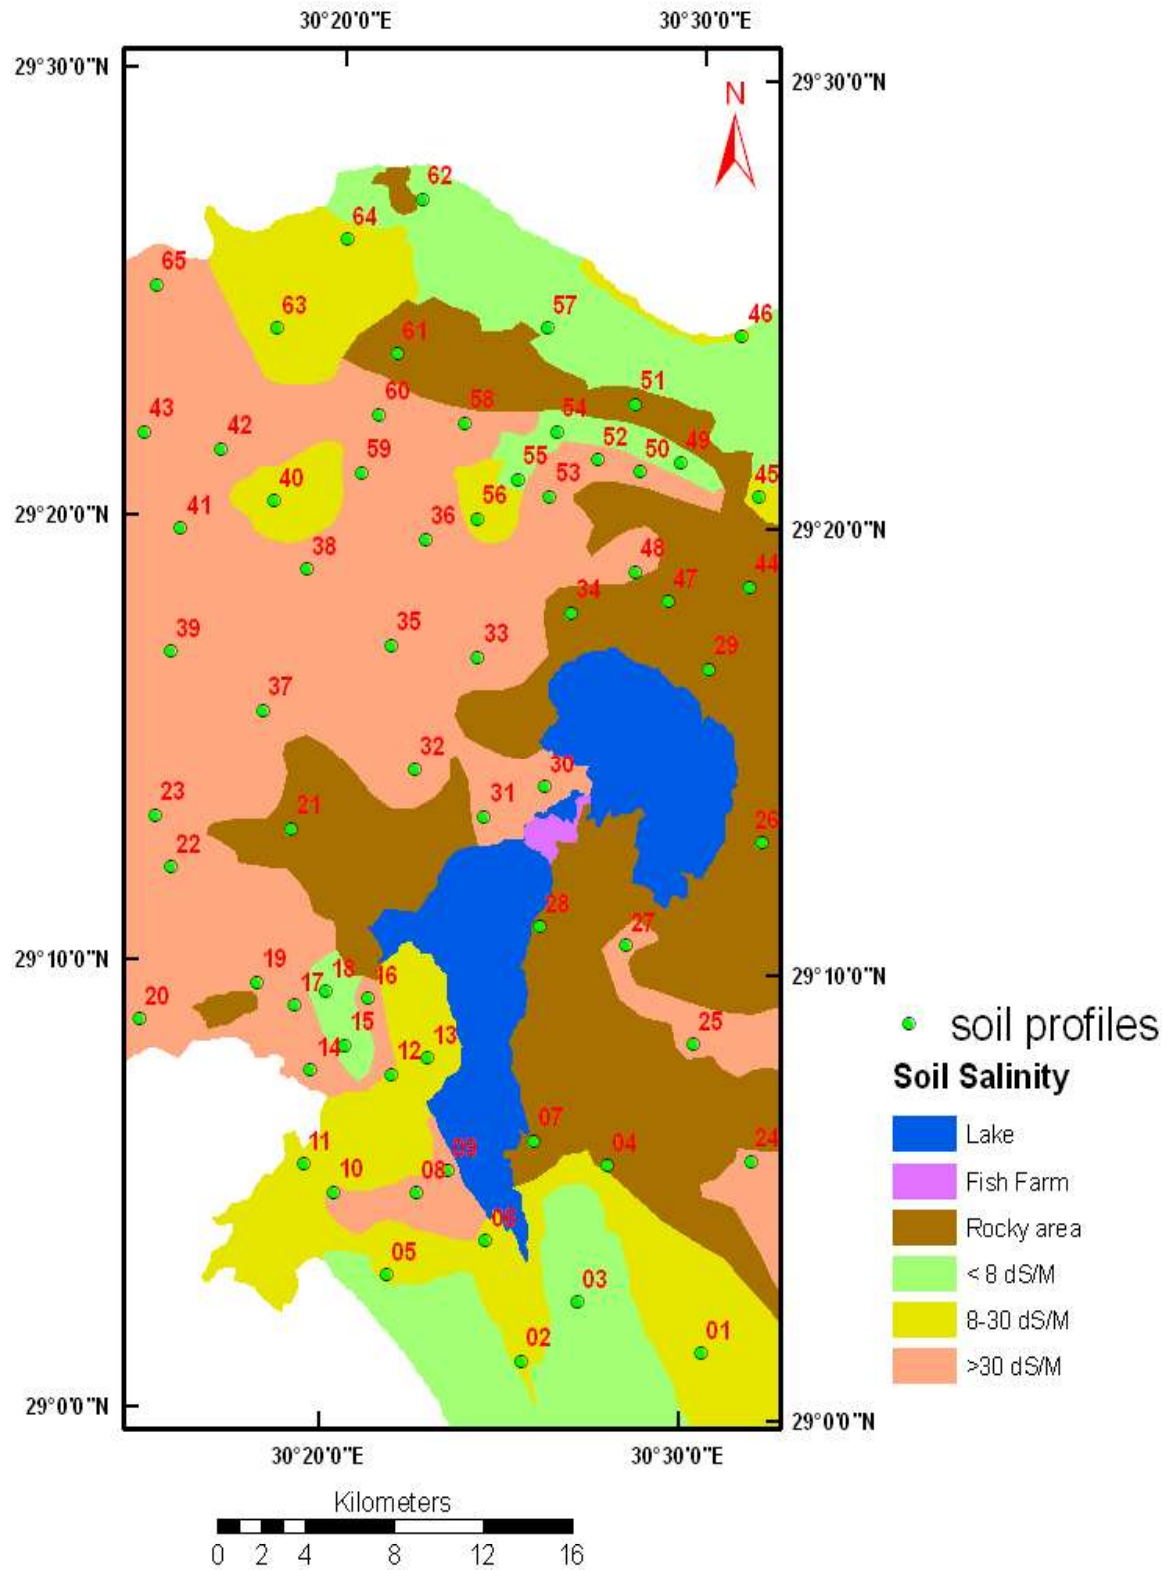 30°20'0"E 30°30'0"E
29°30'0"N 29°30'0"N
N
62
64
65
63 57 46
61
51
60
43 58 54
42 52 50 49
59 55 53 45
40
41 56
36 29°20'0"N
38 29°20'0"N
48 44
34 47
39 35 33 29
37
32 30
23 31
21 26
22
28
27
29°10'0"N 29°10'0"N
19 18 16
20 17
15 25 soil profiles
14 12 13 Soil Salinity
07 Lake
11 09 04 24
10 08 Fish Farm
06 Rocky area
05 < 8 dS/M
03
02 01 8-30 dS/M
>30 dS/M
29°0'0"N 29°0'0"N
30°20'0"E 30°30'0"E
Kilometers
0 2 4 8 12 16